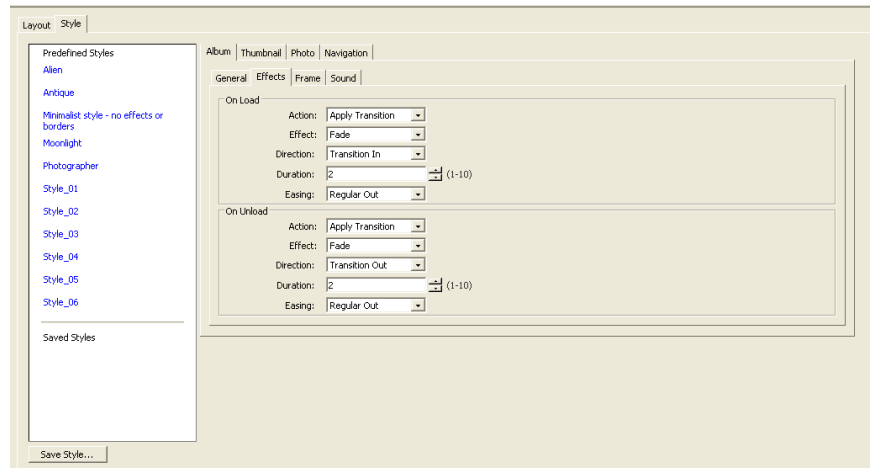 Layout Style
Predefined Styles
Alien
Antique
Minimalist style - no effects or
borders
Moonlight
Photographer
Style_01
Style_02
Style_03
Style_04
Style_05
Style_06
Saved Styles
Save Style...
Album Thumbnail Photo Navigation
General Effects Frame Sound
On Load
Action: Apply Transition
Effect: Fade
Direction: Transition In
Duration: 2 (1-10)
Easing: Regular Out
On Unload
Action: Apply Transition
Effect: Fade
Direction: Transition Out
Duration: 2 (1-10)
Easing: Regular Out